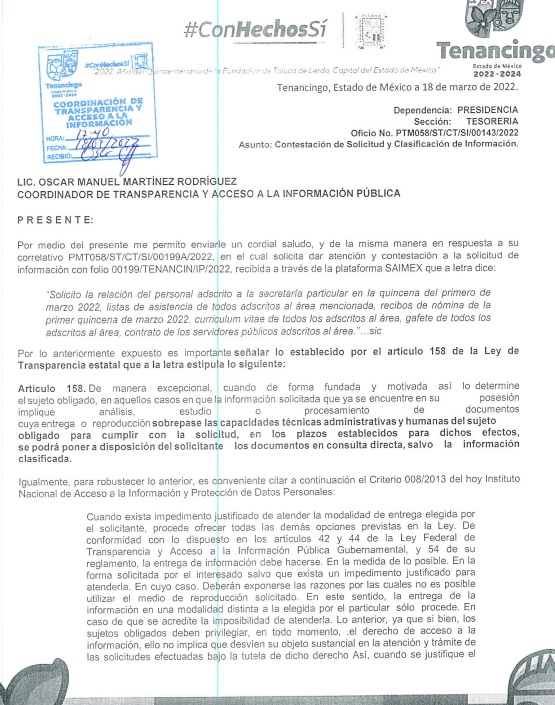 #ConHechosSí
Tenancingo
Estado de México
2022 - 2024
"2022. Año del Quincentenario de la Fundación de Toluca de Lerdo, Capital del Estado de México"
Tenancingo
#ConHechosSí
COORDINACIÓN DE
TRANSPARENCIA Y
ACCESO A LA
INFORMACIÓN
HORA: 17:40
FECHA: 18/03/2022
RECIBIÓ:
Tenancingo, Estado de México a 18 de marzo de 2022.
Dependencia: PRESIDENCIA
Sección: TESORERIA
Oficio No. PTM058/ST/CT/SI/00143/2022
Asunto: Contestación de Solicitud y Clasificación de Información.
LIC. OSCAR MANUEL MARTÍNEZ RODRÍGUEZ
COORDINADOR DE TRANSPARENCIA Y ACCESO A LA INFORMACIÓN PÚBLICA
P R E S E N T E:
Por medio del presente me permito enviarle un cordial saludo, y de la misma manera en respuesta a su
correlativo PMT058/ST/CT/SI/00199A/2022, en el cual solicita dar atención y contestación a la solicitud de
información con folio 00199/TENANCIN/IP/2022, recibida a través de la plataforma SAIMEX que a letra dice:
"Solicito la relación del personal adscrito a la secretaría particular en la quincena del primero de
marzo 2022, listas de asistencia de todos adscritos al área mencionada, recibos de nómina de la
primer quincena de marzo 2022, curriculum vitae de todos los adscritos al área, gafete de todos los
adscritos al área, contrato de los servidores públicos adscritos al área."…sic
Por lo anteriormente expuesto es importante señalar lo establecido por el artículo 158 de la Ley de
Transparencia estatal que a la letra estipula lo siguiente:
Artículo 158. De manera excepcional, cuando de forma fundada y motivada así lo determine
el sujeto obligado, en aquellos casos en que la información solicitada que ya se encuentre en su posesión
implique análisis, estudio o procesamiento de documentos
cuya entrega o reproducción sobrepase las capacidades técnicas administrativas y humanas del sujeto
obligado para cumplir con la solicitud, en los plazos establecidos para dichos efectos,
se podrá poner a disposición del solicitante los documentos en consulta directa, salvo la información
clasificada.
Igualmente, para robustecer lo anterior, es conveniente citar a continuación el Criterio 008/2013 del hoy Instituto
Nacional de Acceso a la Información y Protección de Datos Personales:
Cuando exista impedimento justificado de atender la modalidad de entrega elegida por
el solicitante, procede ofrecer todas las demás opciones previstas en la Ley. De
conformidad con lo dispuesto en los artículos 42 y 44 de la Ley Federal de
Transparencia y Acceso a la Información Pública Gubernamental, y 54 de su
reglamento, la entrega de información debe hacerse. En la medida de lo posible. En la
forma solicitada por el interesado salvo que exista un impedimento justificado para
atenderla. En cuyo caso. Deberán exponerse las razones por las cuales no es posible
utilizar el medio de reproducción solicitado. En este sentido, la entrega de la
información en una modalidad distinta a la elegida por el particular sólo procede. En
caso de que se acredite la imposibilidad de atenderla. Lo anterior, ya que si bien, los
sujetos obligados deben privilegiar, en todo momento, .el derecho de acceso a la
información, ello no implica que desvíen su objeto sustancial en la atención y trámite de
las solicitudes efectuadas bajo la tutela de dicho derecho Así, cuando se justifique el